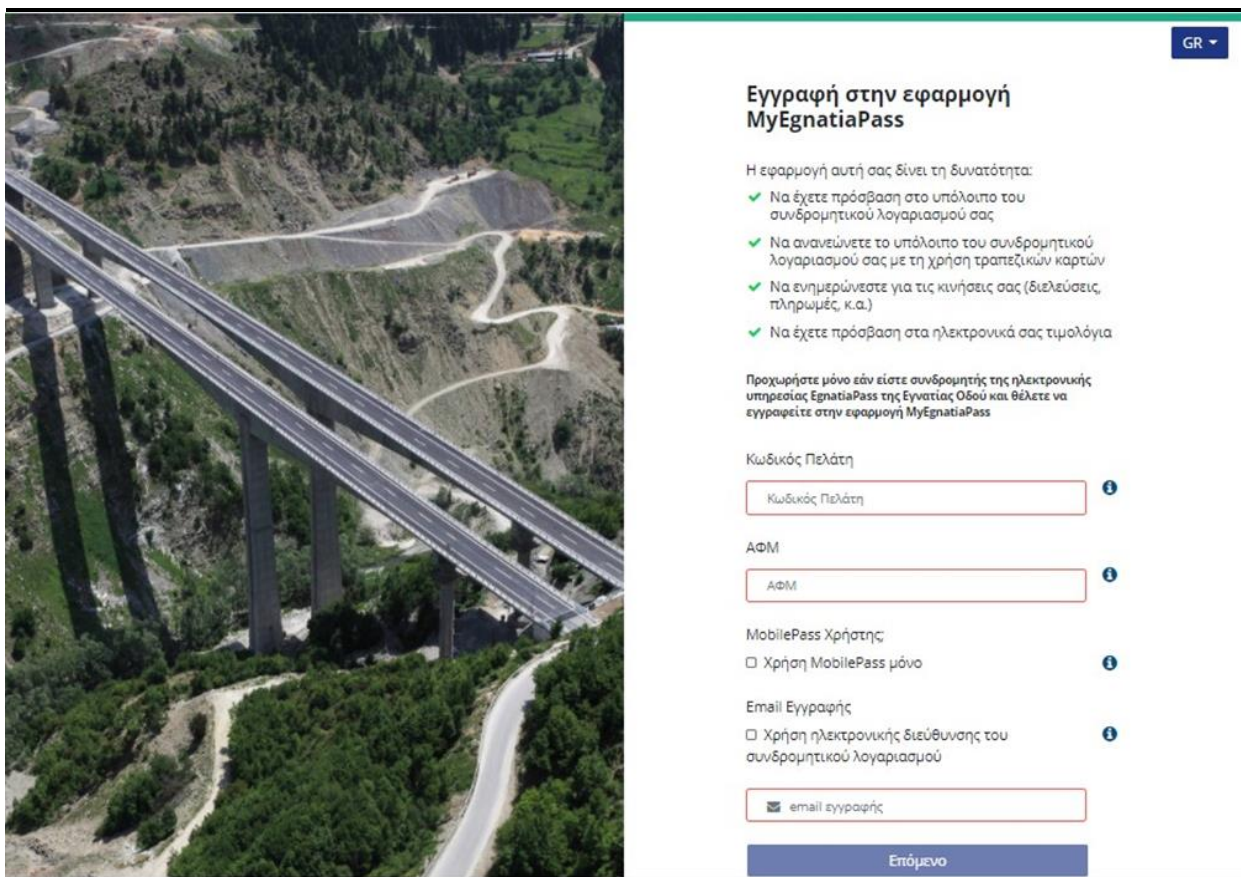 GR
Εγγραφή στην εφαρμογή
MyEgnatiaPass
Η εφαρμογή αυτή σας δίνει τη δυνατότητα:
Να έχετε πρόσβαση στο υπόλοιπο του
συνδρομητικού λογαριασμού σας
Να ανανεώνετε το υπόλοιπο του συνδρομητικού
λογαριασμού σας με τη χρήση τραπεζικών καρτών
Να ενημερώνεστε για τις κινήσεις σας (διελεύσεις,
πληρωμές, κ.α.)
Να έχετε πρόσβαση στα ηλεκτρονικά σας τιμολόγια
Προχωρήστε μόνο εάν είστε συνδρομητής της ηλεκτρονικής
υπηρεσίας EgnatiaPass της Εγνατίας Οδού και θέλετε να
εγγραφείτε στην εφαρμογή MyEgnatiaPass
Κωδικός Πελάτη
Κωδικός Πελάτη
ΑΦΜ
ΑΦΜ
MobilePass Χρήστης;
Χρήση MobilePass μόνο
Email Εγγραφής
Χρήση ηλεκτρονικής διεύθυνσης του
συνδρομητικού λογαριασμού
email εγγραφής
Επόμενο